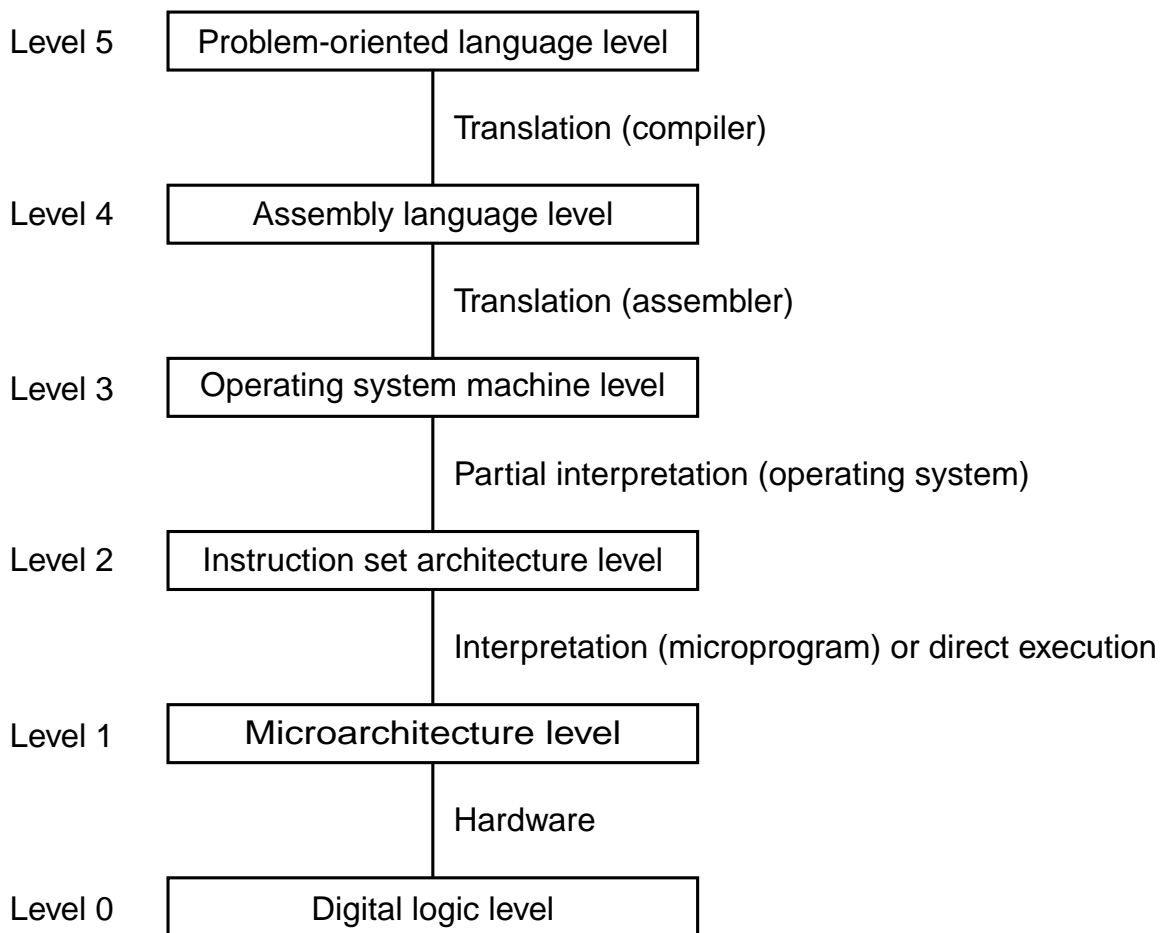 Level 5 Problem-oriented language level
Translation (compiler)
Level 4 Assembly language level
Translation (assembler)
Level 3 Operating system machine level
Partial interpretation (operating system)
Level 2 Instruction set architecture level
Interpretation (microprogram) or direct execution
Level 1 Microarchitecture level
Hardware
Level 0 Digital logic level